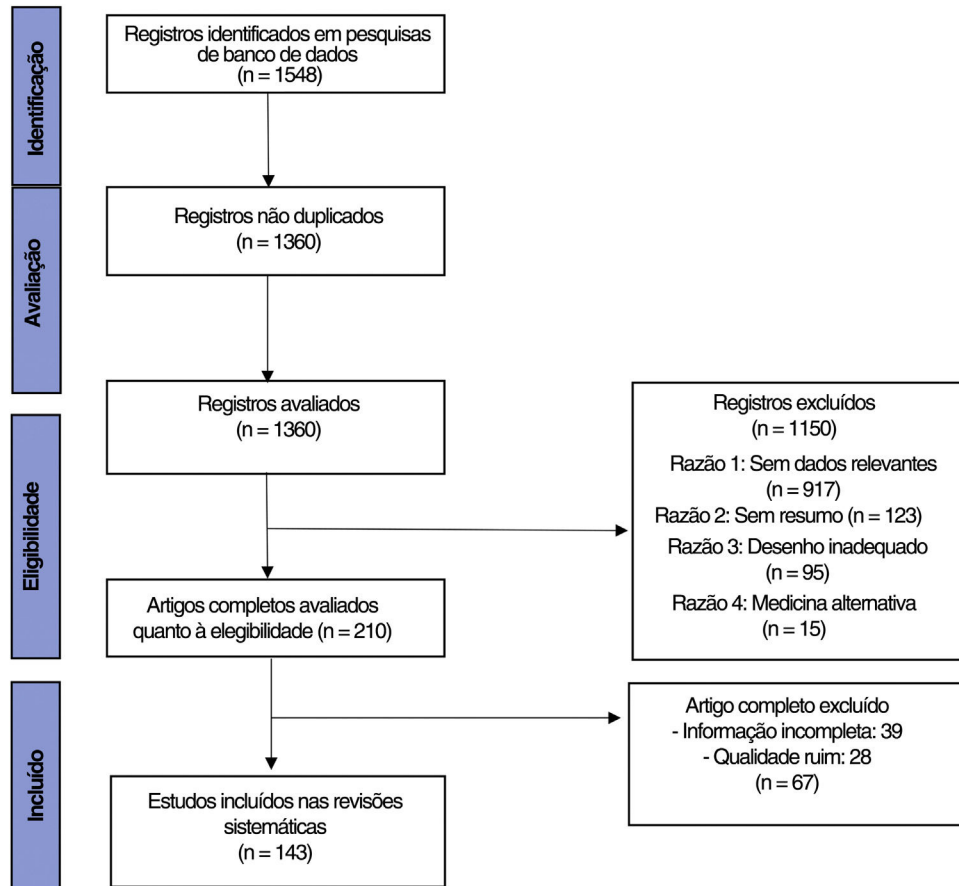 Identificação
Registros identificados em pesquisas
de banco de dados
(n = 1548)
Avaliação
Registros não duplicados
(n = 1360)
Registros avaliados
(n = 1360)
Registros excluídos
(n = 1150)
Razão 1: Sem dados relevantes
(n = 917)
Razão 2: Sem resumo (n = 123)
Razão 3: Desenho inadequado
(n = 95)
Razão 4: Medicina alternativa
(n = 15)
Eligibilidade
Artigos completos avaliados
quanto à elegibilidade (n = 210)
Artigo completo excluído
- Informação incompleta: 39
- Qualidade ruim: 28
(n = 67)
Incluído
Estudos incluídos nas revisões
sistemáticas
(n = 143)